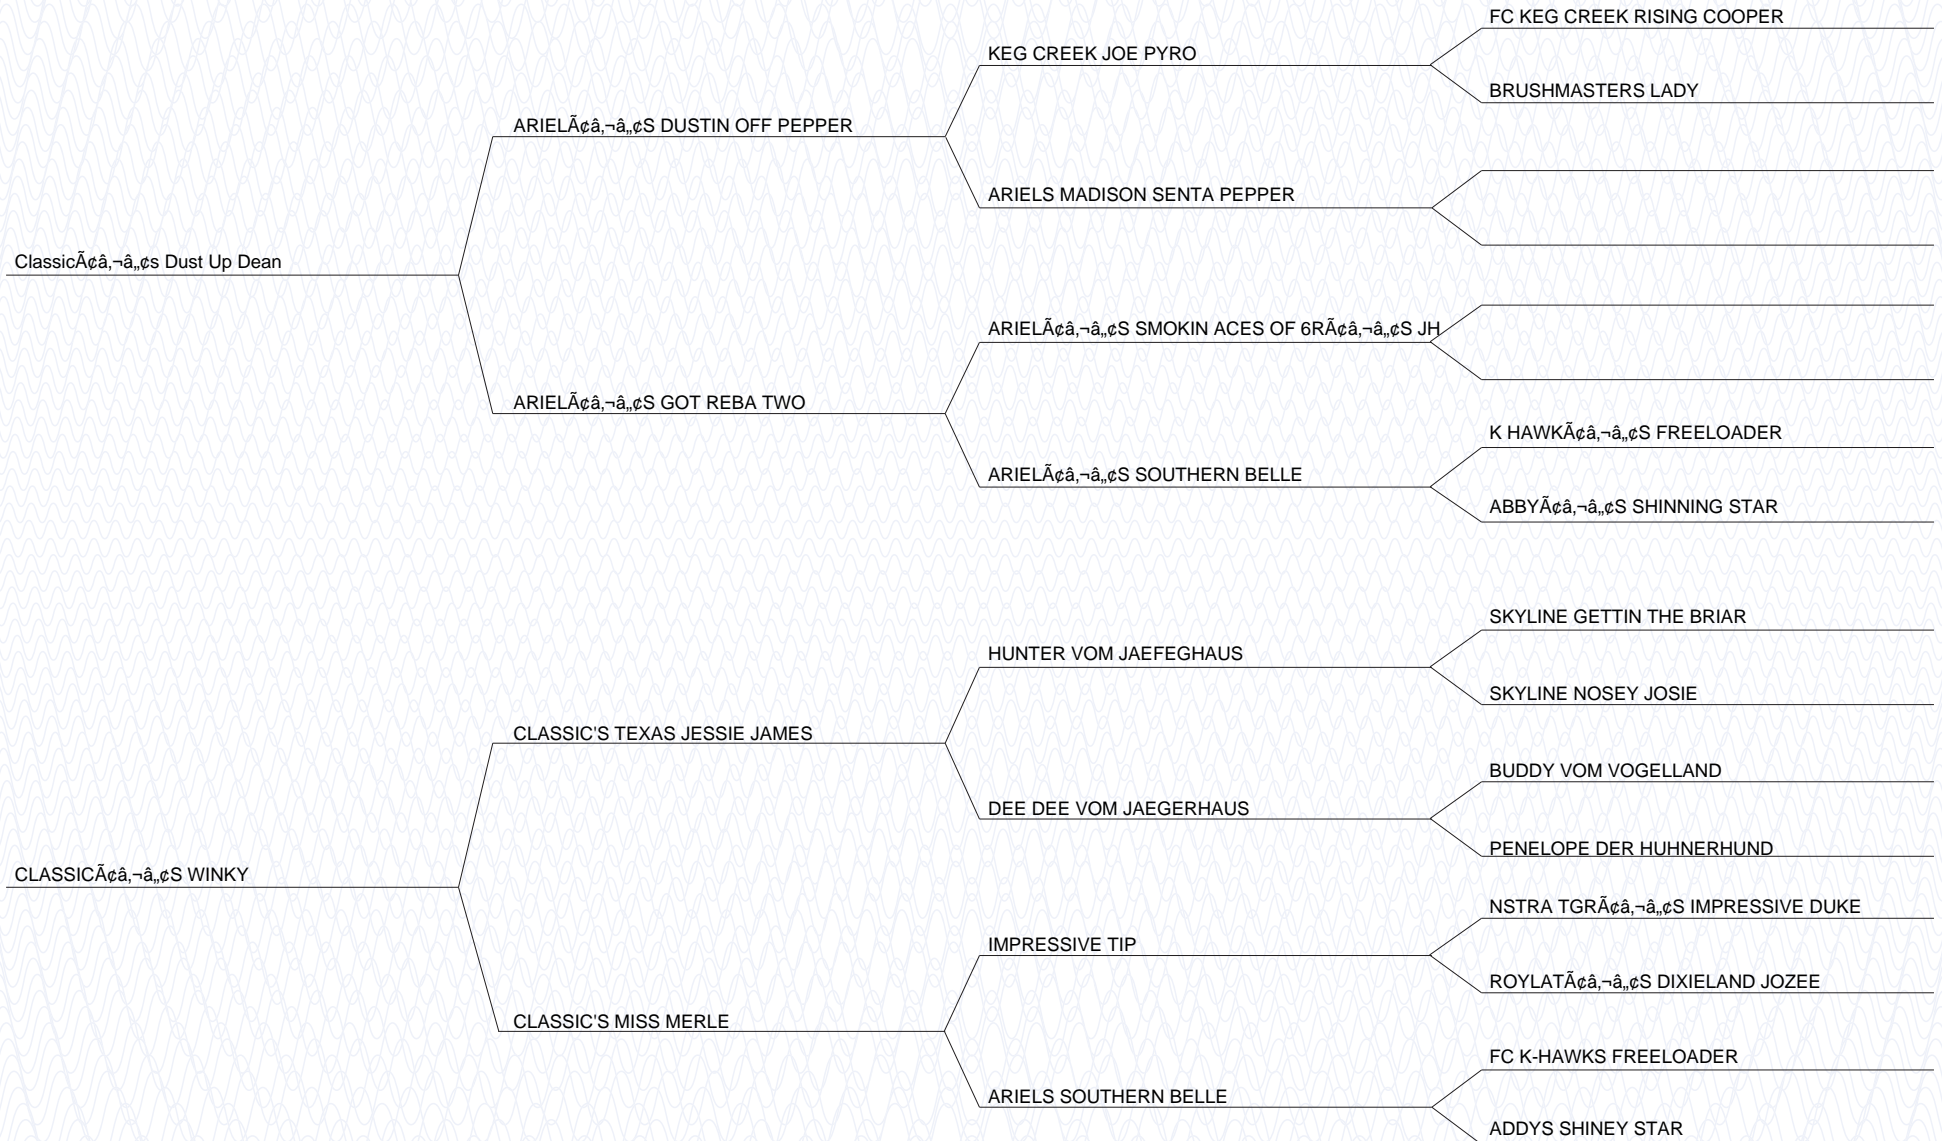 FC KEG CREEK RISING COOPER
KEG CREEK JOE PYRO
BRUSHMASTERS LADY
ARIELÃ¢â‚¬â„¢S DUSTIN OFF PEPPER
ARIELS MADISON SENTA PEPPER
ClassicÃ¢â‚¬â„¢s Dust Up Dean
ARIELÃ¢â‚¬â„¢S SMOKIN ACES OF 6RÃ¢â‚¬â„¢S JH
ARIELÃ¢â‚¬â„¢S GOT REBA TWO
K HAWKÃ¢â‚¬â„¢S FREELOADER
ARIELÃ¢â‚¬â„¢S SOUTHERN BELLE
ABBYÃ¢â‚¬â„¢S SHINNING STAR
SKYLINE GETTIN THE BRIAR
HUNTER VOM JAEFEGHAUS
SKYLINE NOSEY JOSIE
CLASSIC'S TEXAS JESSIE JAMES
BUDDY VOM VOGELLAND
DEE DEE VOM JAEGERHAUS
PENELOPE DER HUHNERHUND
CLASSICÃ¢â‚¬â„¢S WINKY
NSTRA TGRÃ¢â‚¬â„¢S IMPRESSIVE DUKE
IMPRESSIVE TIP
ROYLATÃ¢â‚¬â„¢S DIXIELAND JOZEE
CLASSIC'S MISS MERLE
FC K-HAWKS FREELOADER
ARIELS SOUTHERN BELLE
ADDYS SHINEY STAR